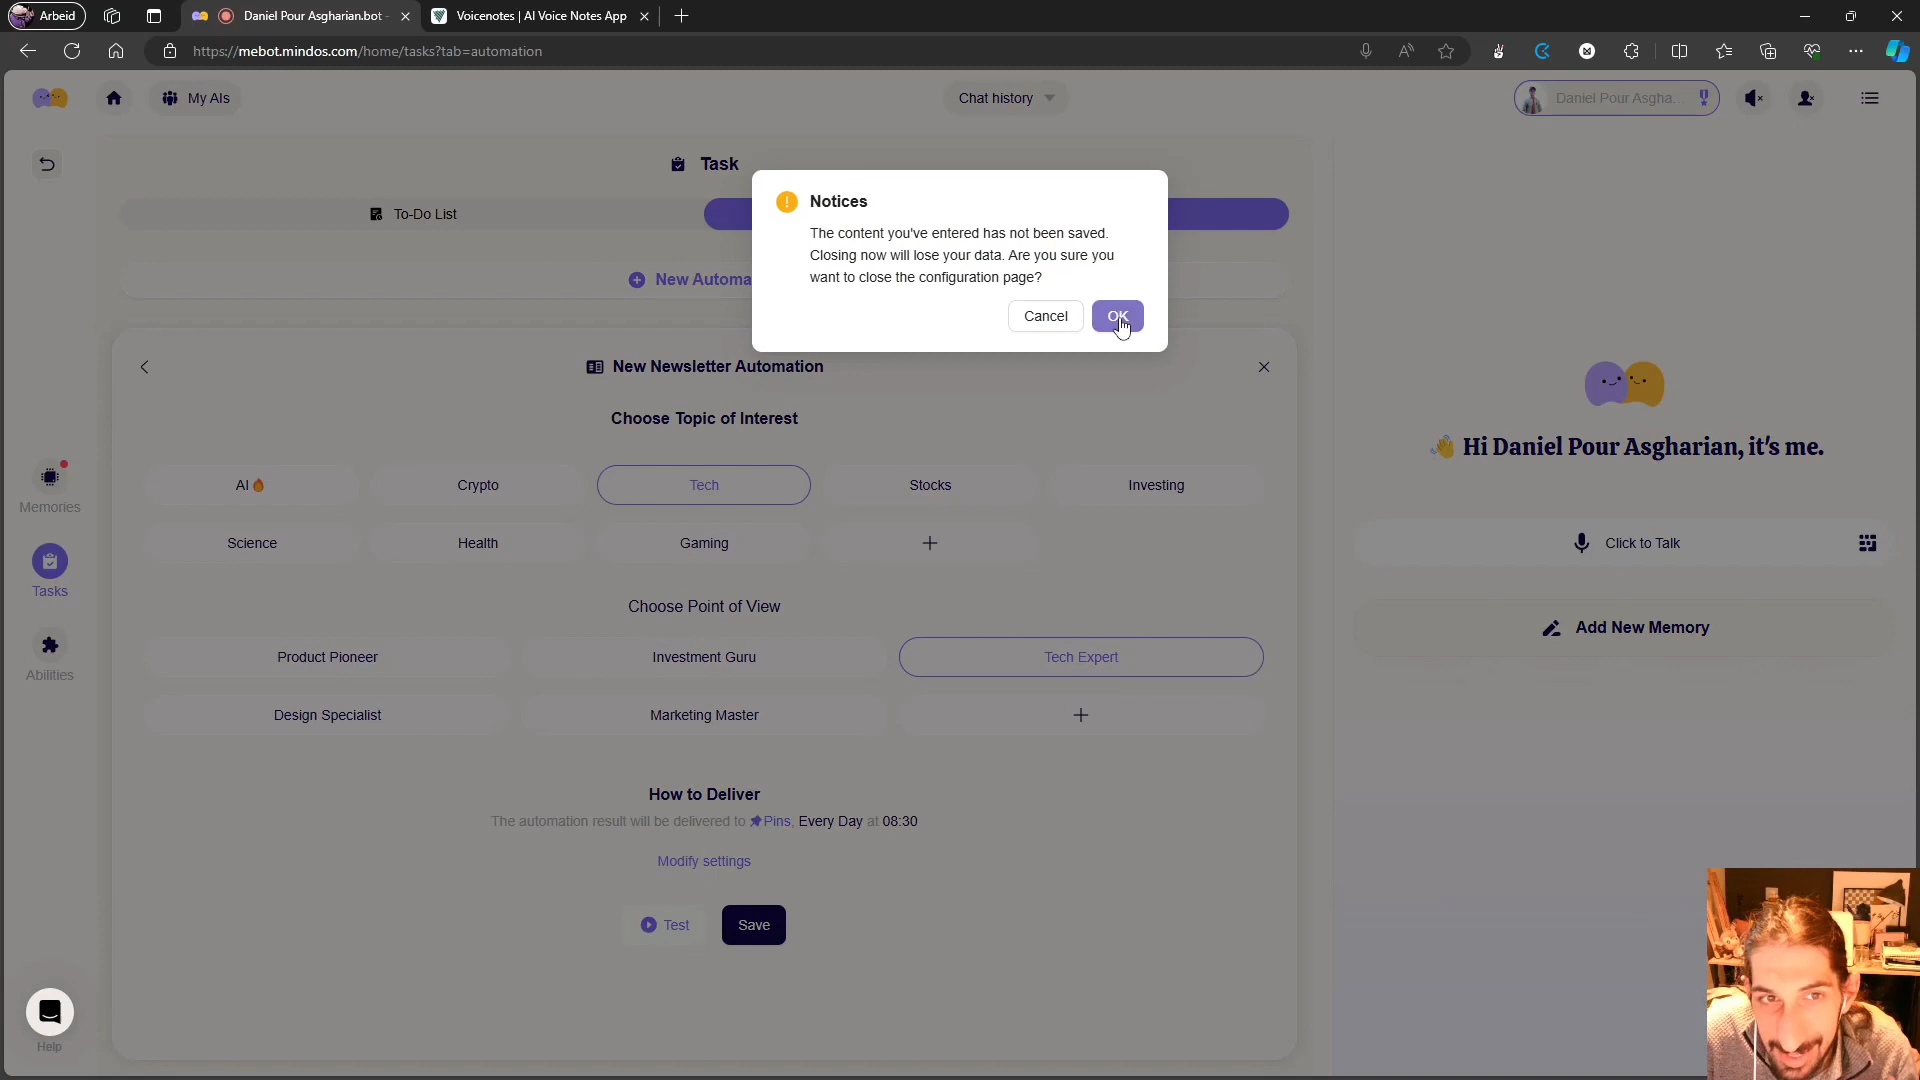 Arbeid
Daniel Pour Asgharian.bot -
Voicenotes | AI Voice Notes App
https://mebot.mindos.com/home/tasks?tab=automation
My AIs
Chat history
Daniel Pour Asgha...
Task
To-Do List
New Automa
Notices
The content you've entered has not been saved.
Closing now will lose your data. Are you sure you
want to close the configuration page?
Cancel
OK
New Newsletter Automation
Choose Topic of Interest
AI🔥
Crypto
Tech
Stocks
Investing
Science
Health
Gaming
Choose Point of View
Product Pioneer
Investment Guru
Tech Expert
Design Specialist
Marketing Master
How to Deliver
The automation result will be delivered to 📌Pins, Every Day at 08:30
Modify settings
Test
Save
Memories
Tasks
Abilities
Help
👋 Hi Daniel Pour Asgharian, it's me.
Click to Talk
Add New Memory